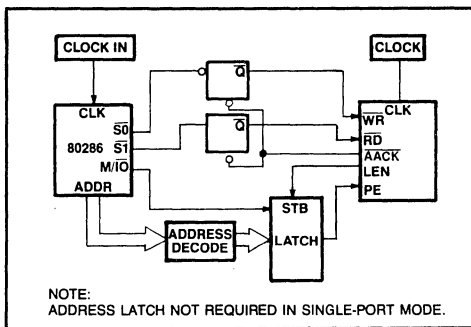 CLOCK IN
CLOCK
CLK
S0
S1
80286
M/IO
ADDR
Q
Q
CLK
WR
RD
AACK
LEN
PE
STB
LATCH
ADDRESS
DECODE
NOTE:
ADDRESS LATCH NOT REQUIRED IN SINGLE-PORT MODE.